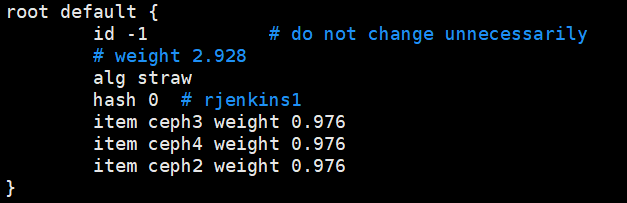 root default {
        id -1           # do not change unnecessarily
        # weight 2.928
        alg straw
        hash 0  # rjenkins1
        item ceph3 weight 0.976
        item ceph4 weight 0.976
        item ceph2 weight 0.976
}